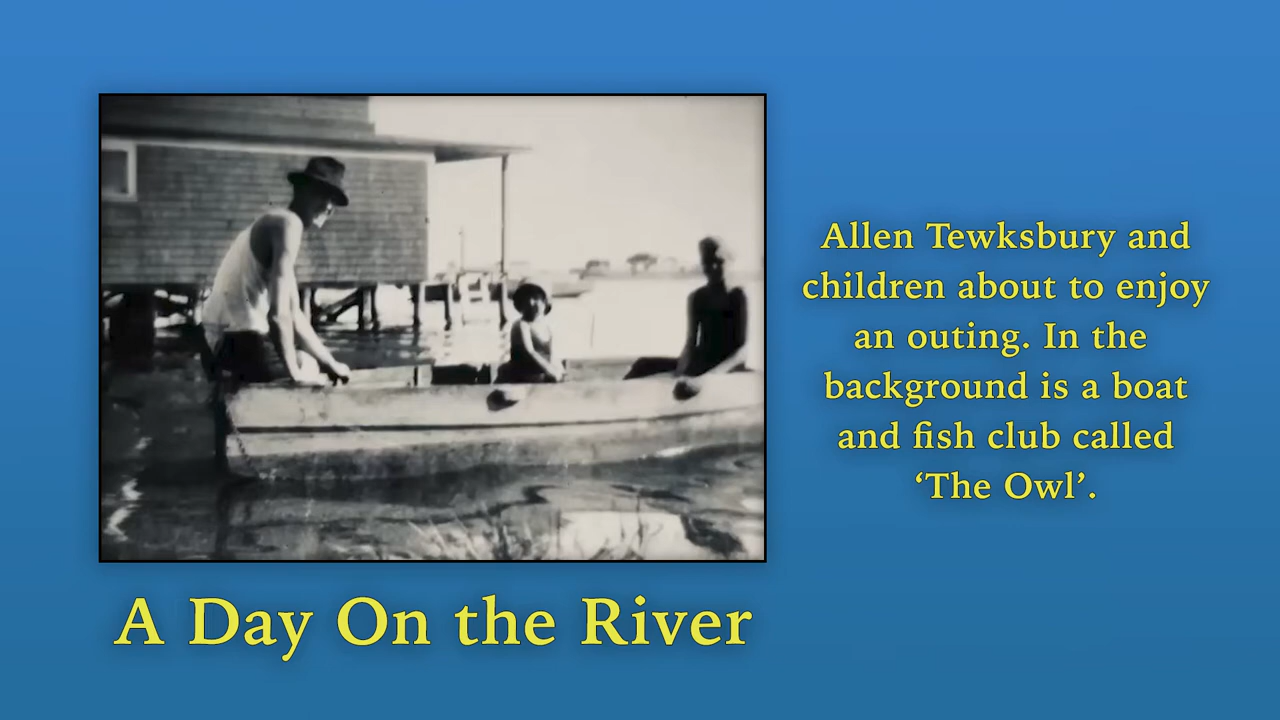 Allen Tewksbury and
children about to enjoy
an outing. In the
background is a boat
and fish club called
‘The Owl’.
A Day On the River